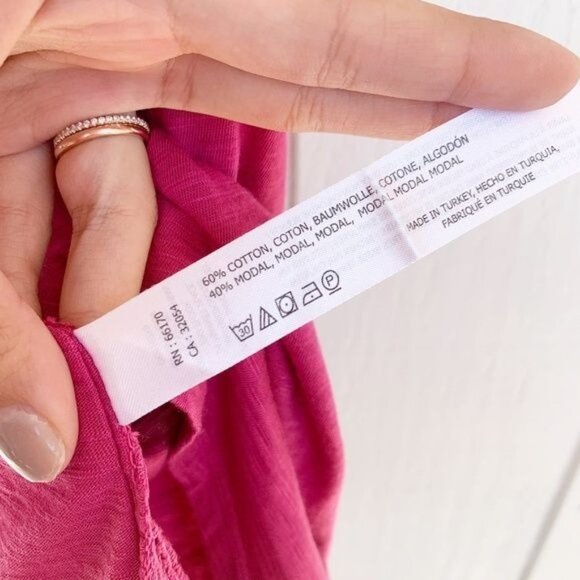 60% COTTON, COTON, BAUMWOLLE, COTONE, ALGODÓN
40% MODAL, MODAL, MODAL, MODAL MODAL MODAL
MADE IN TURKEY, HECHO EN TURQUIA,
FABRIQUÉ EN TURQUIE
30
P
RN : 66170
CA : 32054